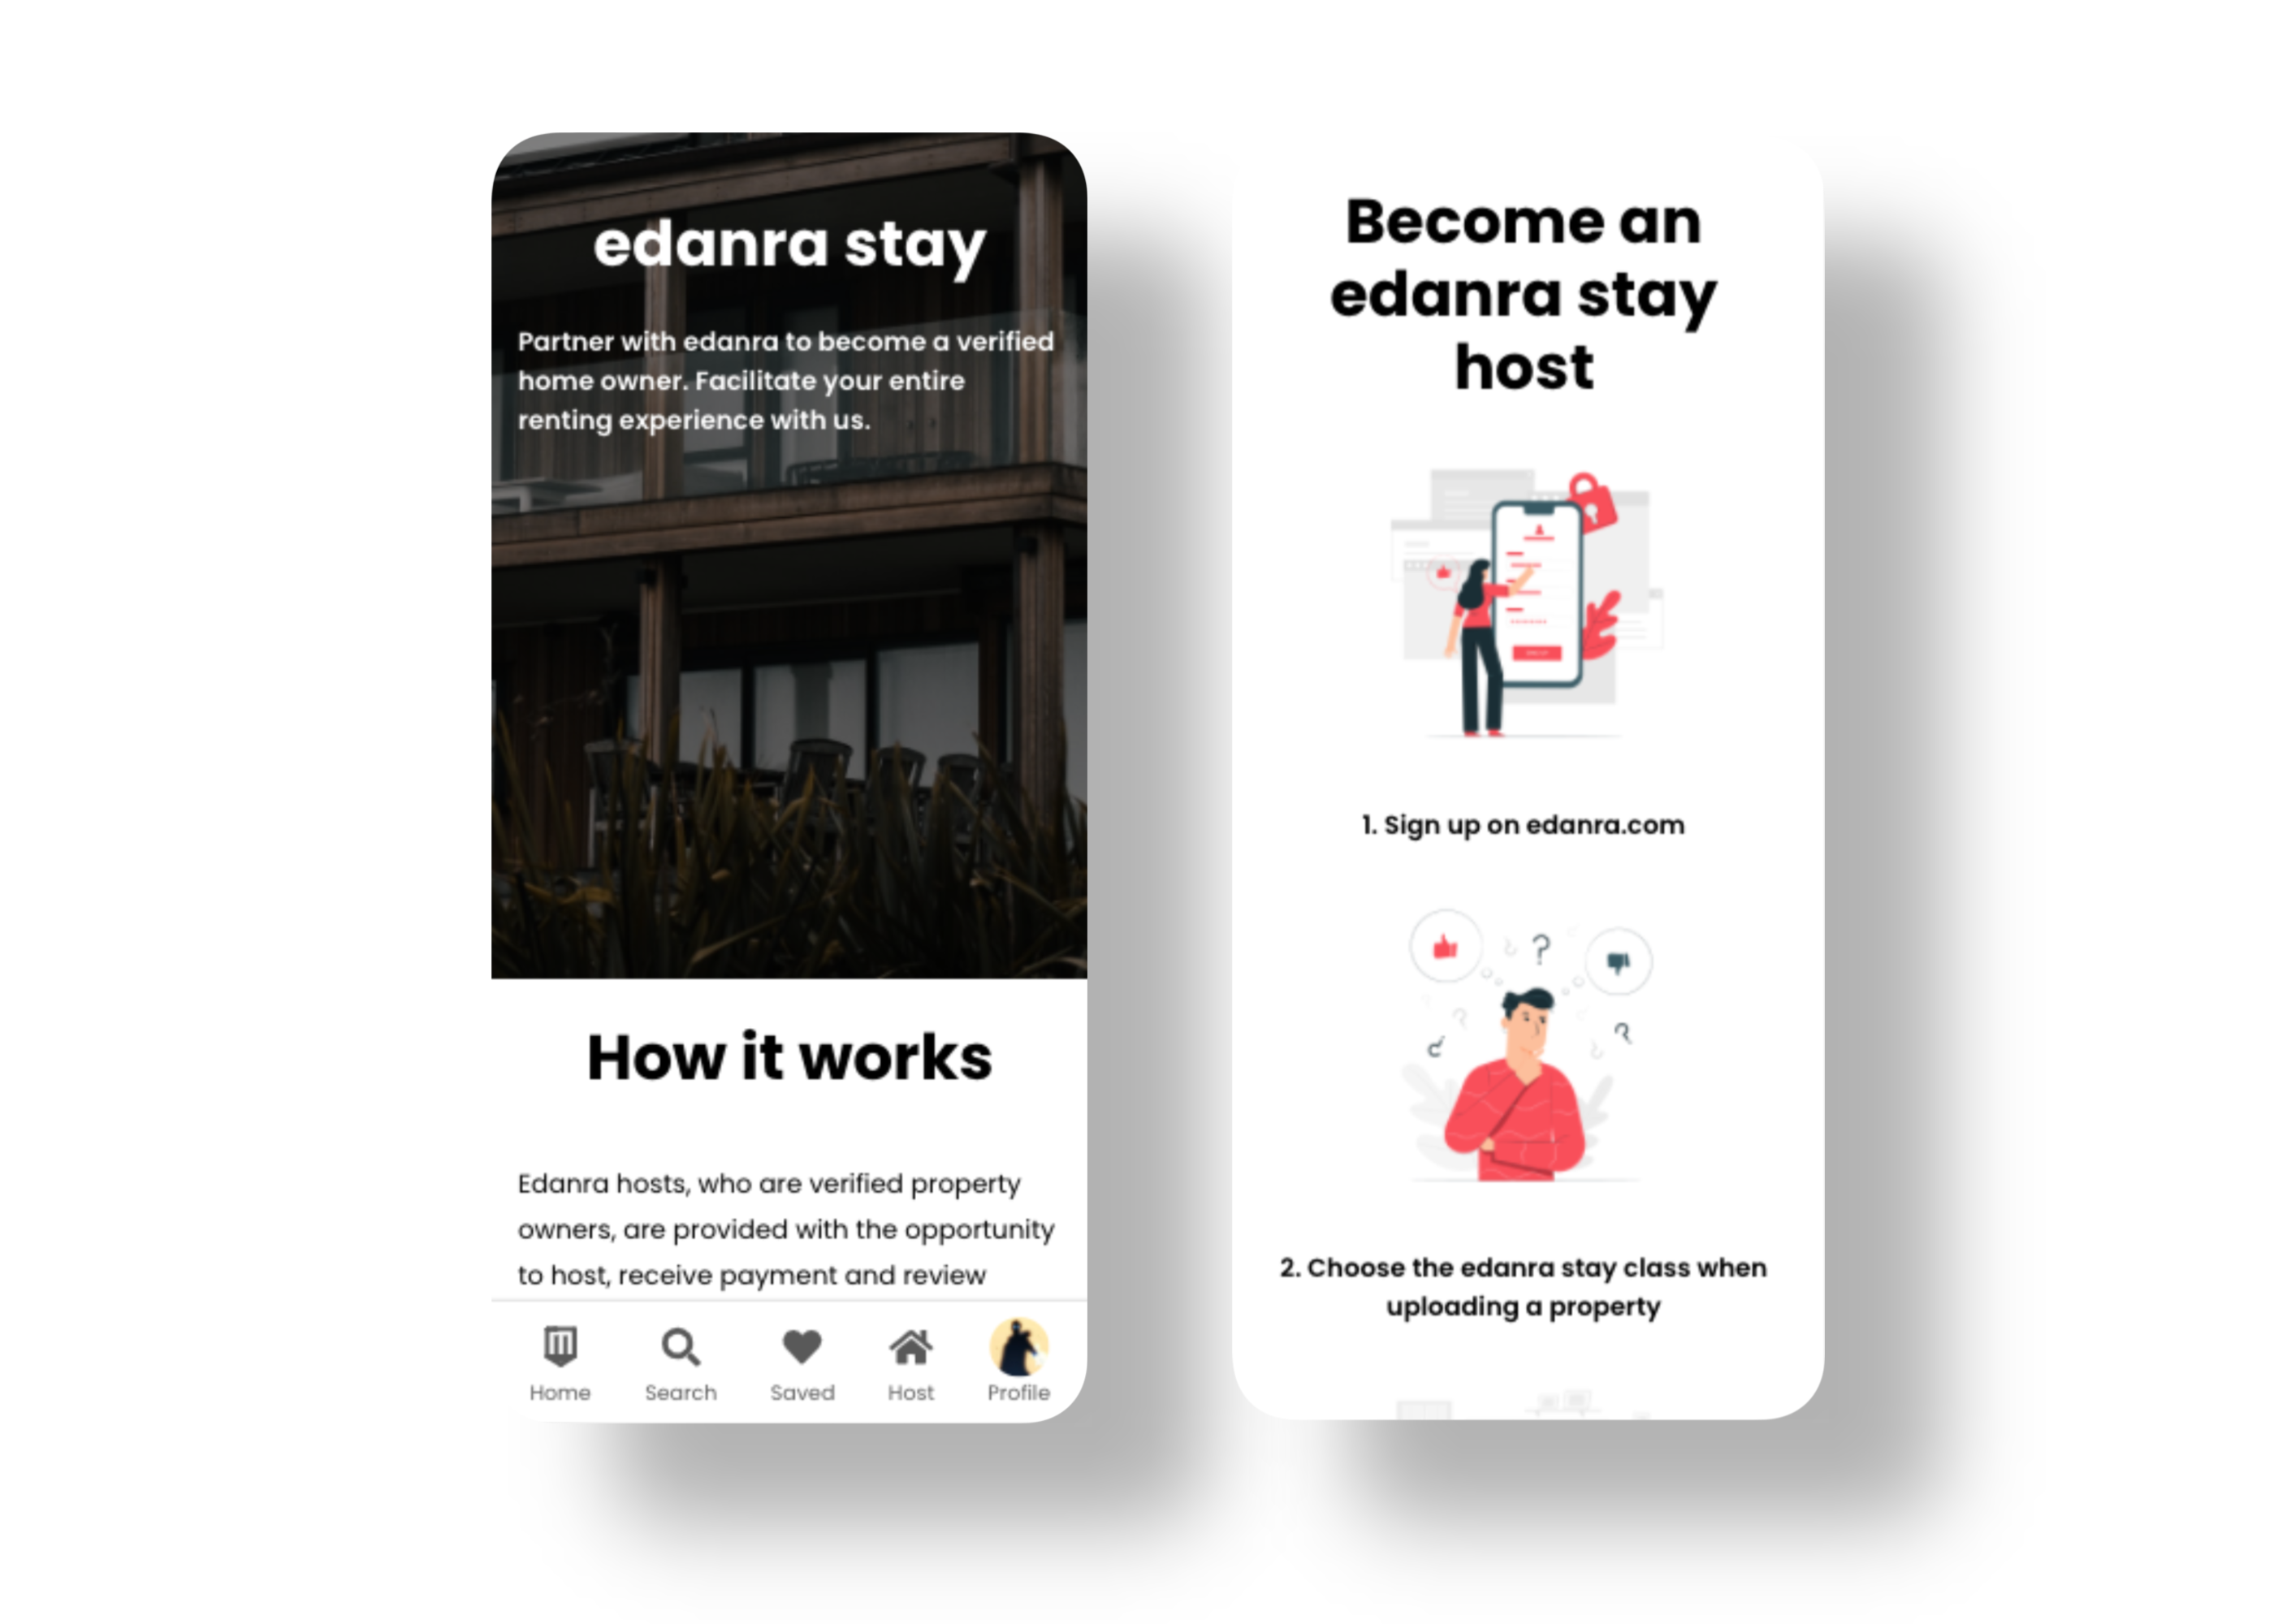 edanra stay
Partner with edanra to become a verified
home owner. Facilitate your entire
renting experience with us.
How it works
Edanra hosts, who are verified property
owners, are provided with the opportunity
to host, receive payment and review
Home
Search
Saved
Host
Profile
Become an
edanra stay
host
1. Sign up on edanra.com
2. Choose the edanra stay class when
uploading a property